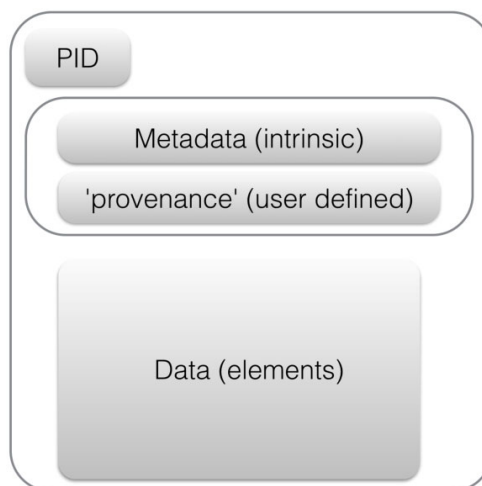 PID
Metadata (intrinsic)
'provenance' (user defined)
Data (elements)